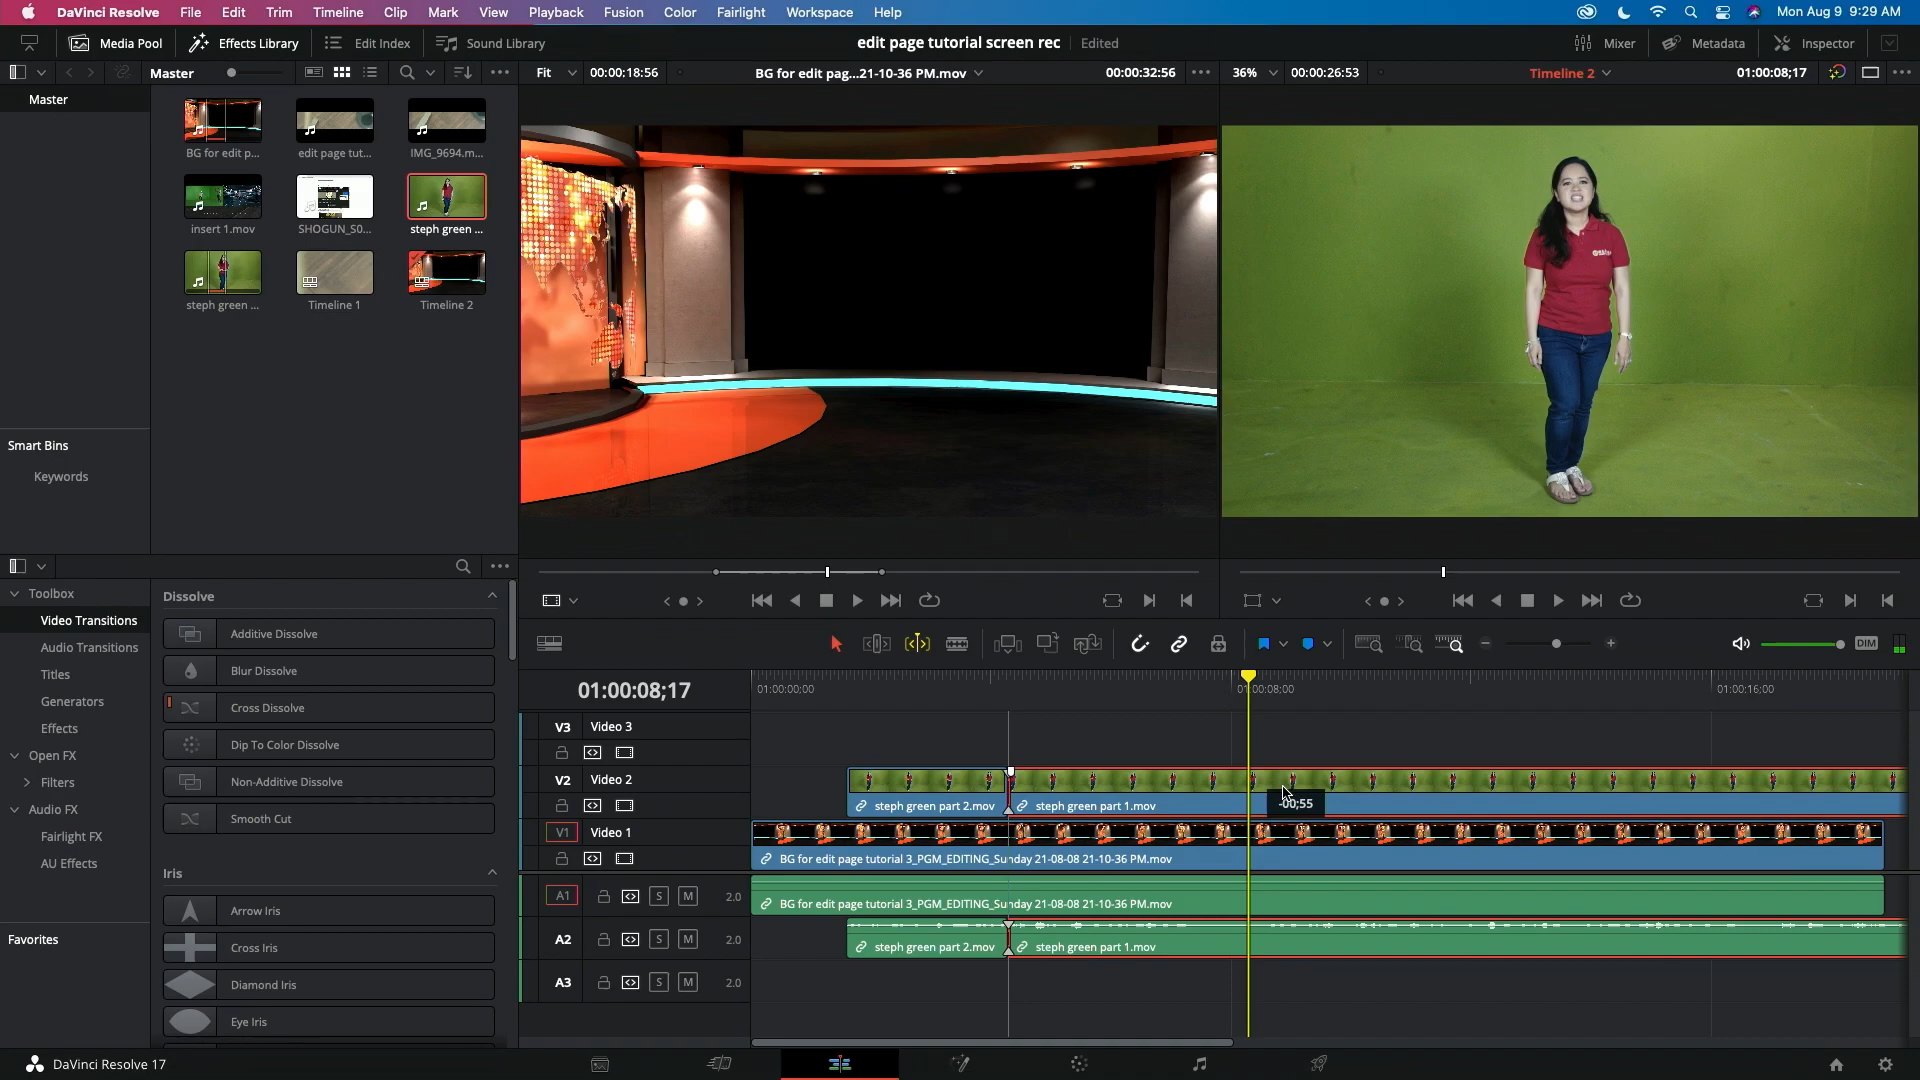 DaVinci Resolve File Edit Trim Timeline Clip Mark View Playback Fusion Color Fairlight Workspace Help Mon Aug 9 9:29 AM
Media Pool Effects Library Edit Index Sound Library edit page tutorial screen rec Edited Mixer Metadata Inspector
Master Fit 00:00:18:56 BG for edit pag...21-10-36 PM.mov 00:00:32:56 36% 00:00:26:53 Timeline 2 01:00:08;17
Master
BG for edit p... edit page tut... IMG_9694.m...
insert 1.mov SHOGUN_S0... steph green ...
steph green ... Timeline 1 Timeline 2
Smart Bins
Keywords
Toolbox
Video Transitions
Audio Transitions
Titles
Generators
Effects
Open FX
Filters
Audio FX
Fairlight FX
AU Effects
Favorites
Dissolve
Additive Dissolve
Blur Dissolve
Cross Dissolve
Dip To Color Dissolve
Non-Additive Dissolve
Smooth Cut
Iris
Arrow Iris
Cross Iris
Diamond Iris
Eye Iris
DIM
01:00:08;17 01:00:00;00 01:00:08;00 01:00:16;00
V3 Video 3
V2 Video 2
steph green part 2.mov steph green part 1.mov -00;55
V1 Video 1
BG for edit page tutorial 3_PGM_EDITING_Sunday 21-08-08 21-10-36 PM.mov
A1 S M 2.0
BG for edit page tutorial 3_PGM_EDITING_Sunday 21-08-08 21-10-36 PM.mov
A2 S M 2.0
steph green part 2.mov steph green part 1.mov
A3 S M 2.0
DaVinci Resolve 17